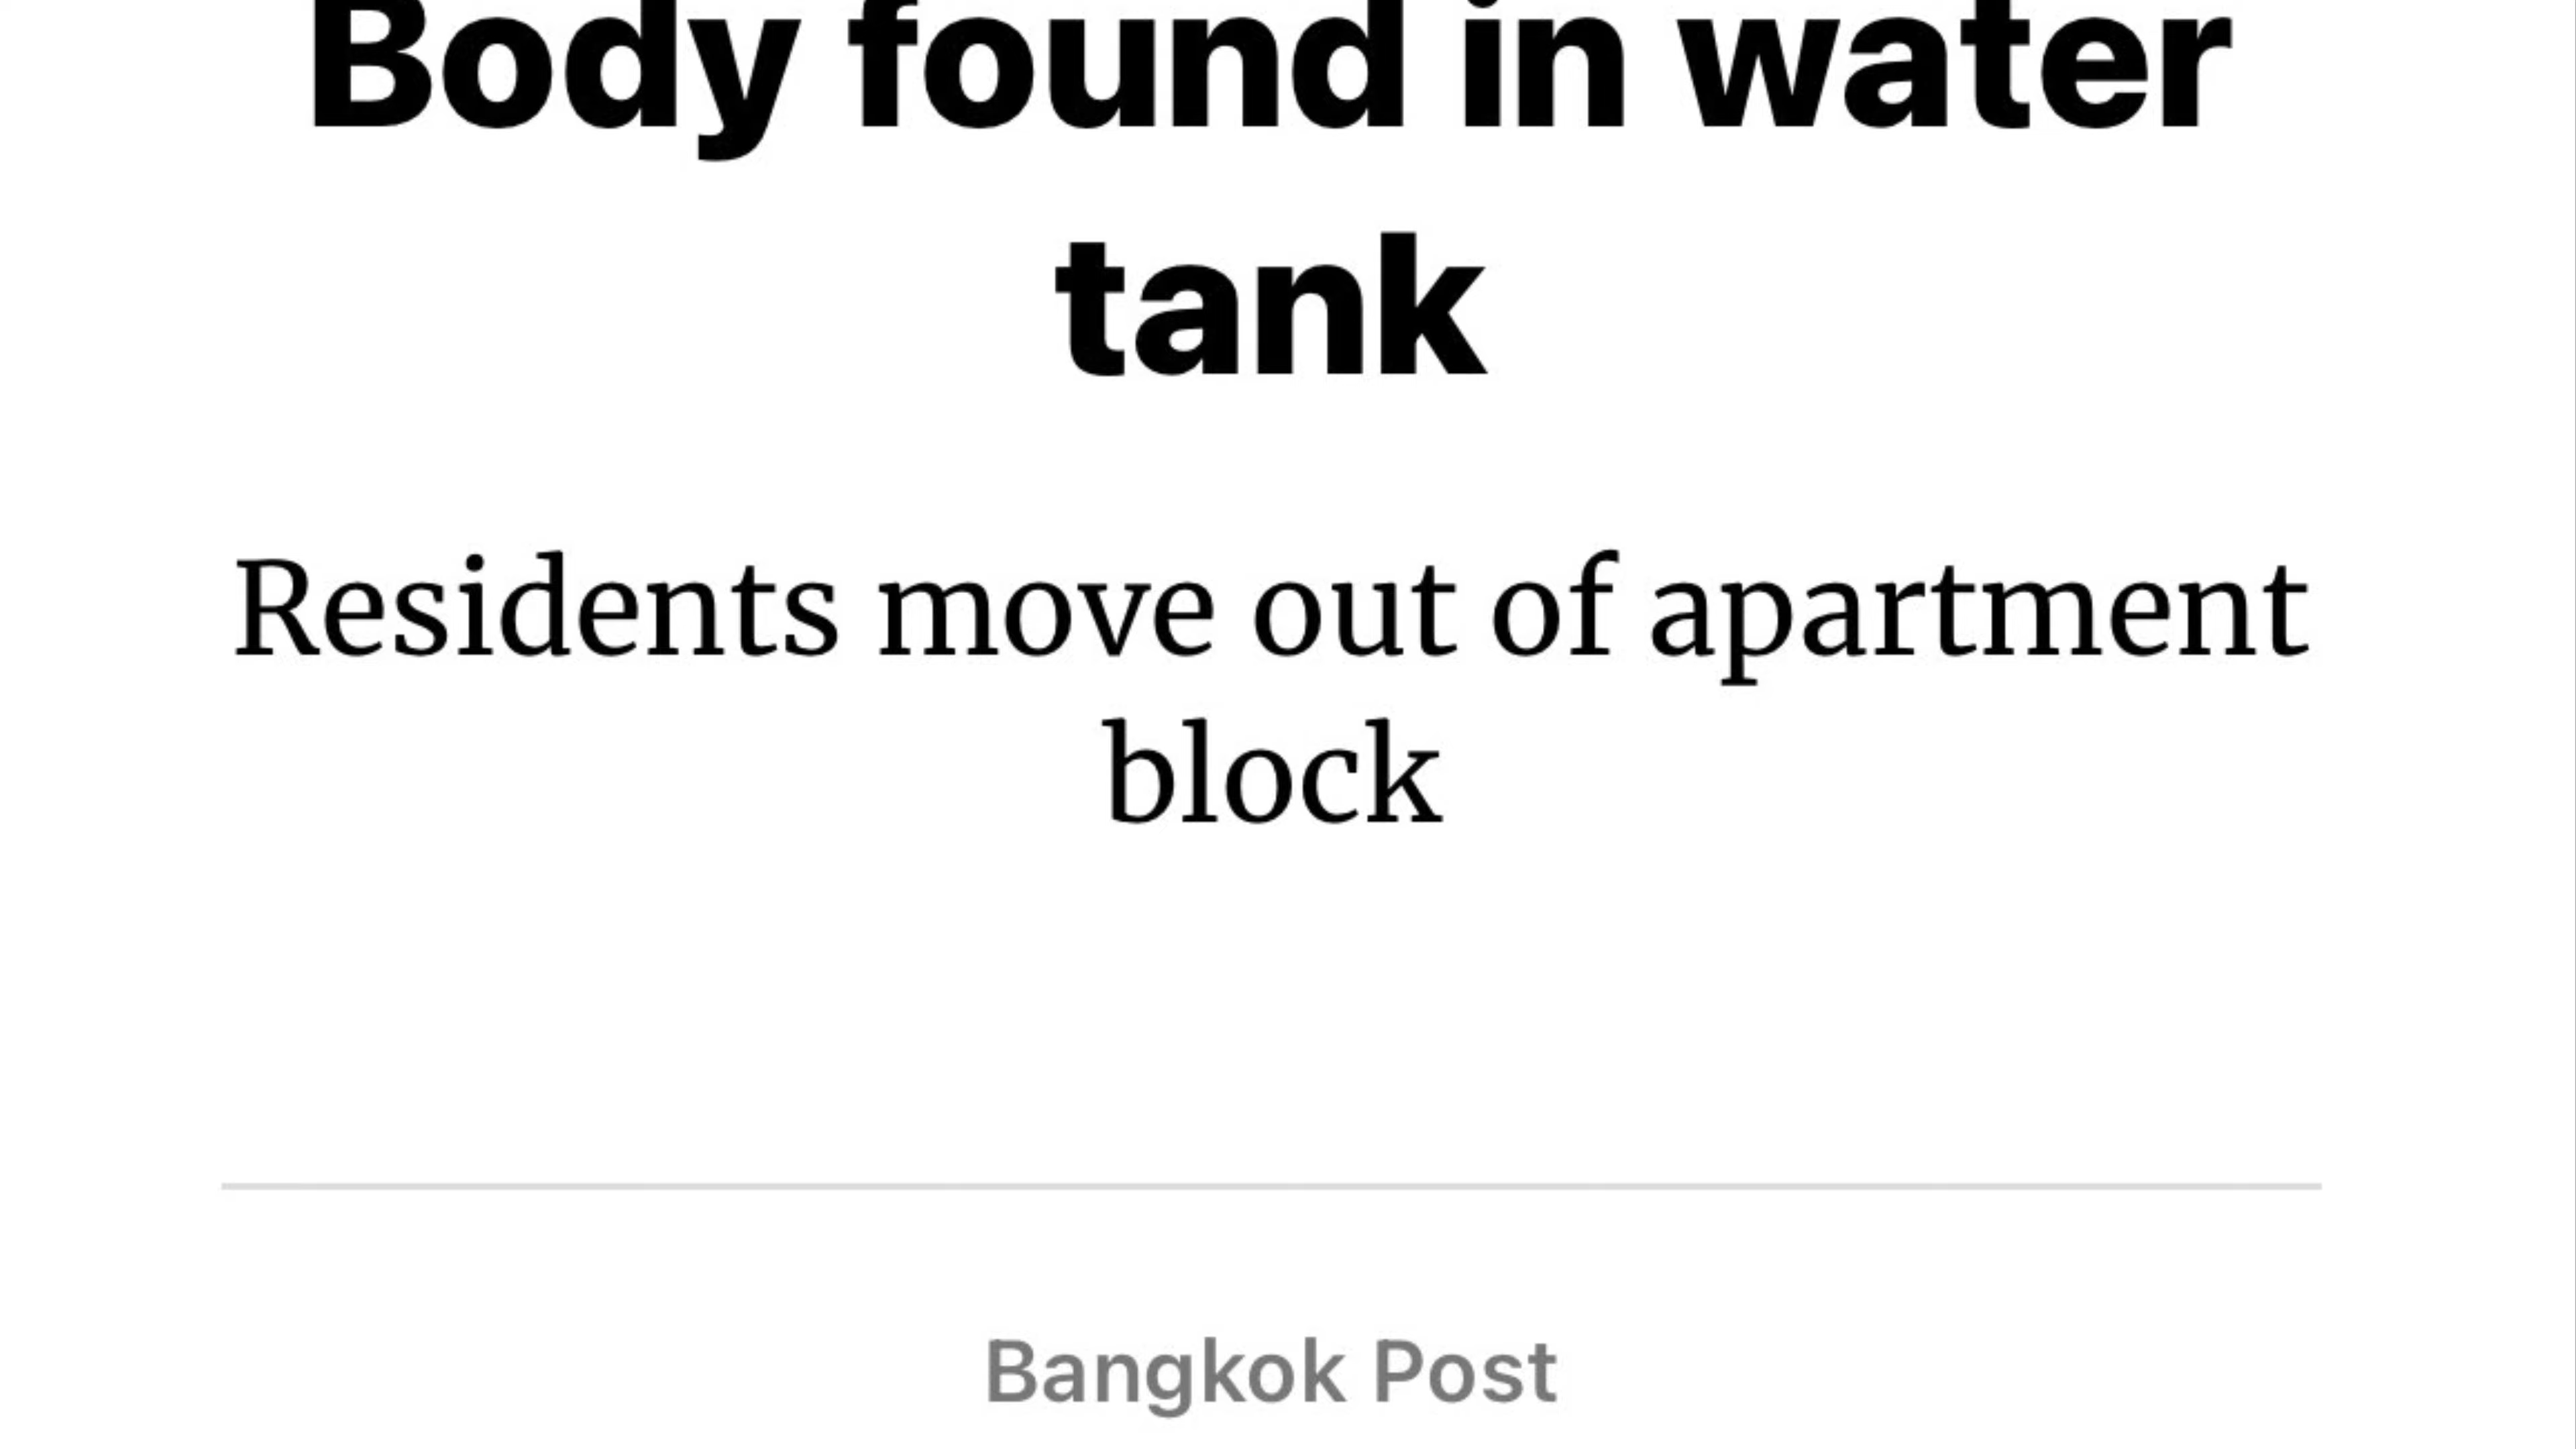 Body found in water
tank
Residents move out of apartment
block
Bangkok Post